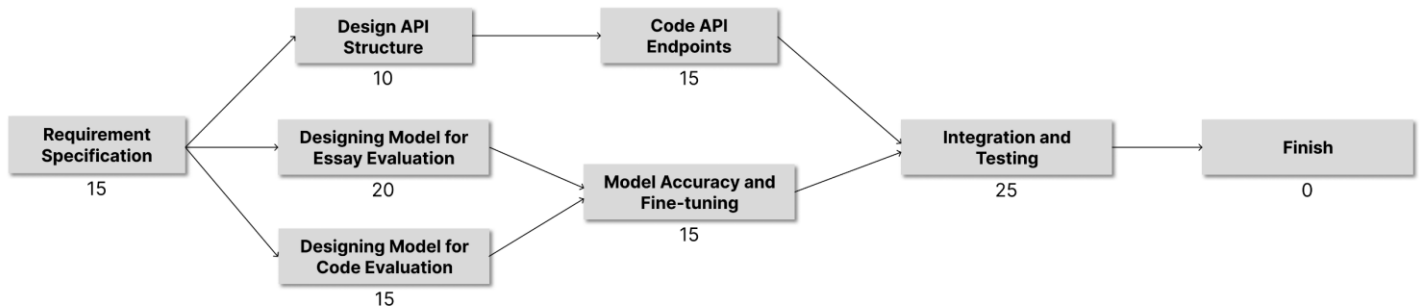 Design API
Structure
10
Code API
Endpoints
15
Requirement
Specification
15
Designing Model for
Essay Evaluation
20
Integration and
Testing
25
Finish
0
Model Accuracy and
Fine-tuning
15
Designing Model for
Code Evaluation
15